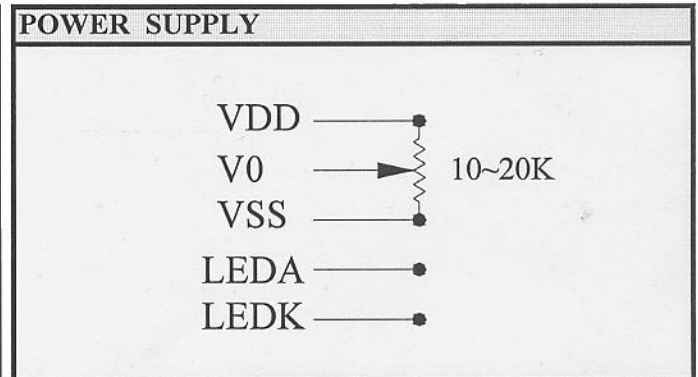 POWER SUPPLY
VDD
V0
10~20K
VSS
LEDA
LEDK